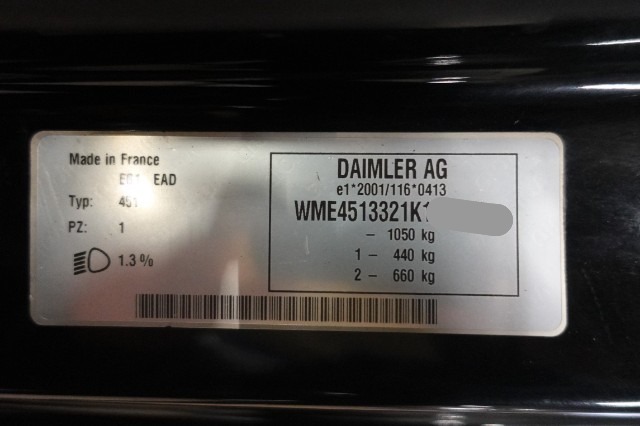 Made in France
EAD
Typ: 451
PZ: 1
1.3 %
DAIMLER AG
e1*2001/116*0413
WME4513321K1
– 1050 kg
1 – 440 kg
2 – 660 kg